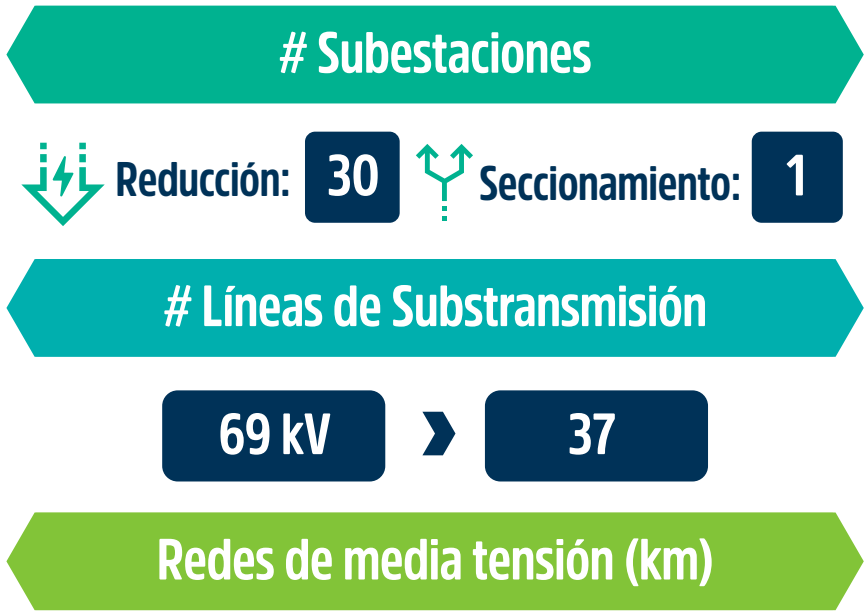 # Subestaciones
Reducción: 30 Seccionamiento: 1
# Líneas de Substransmisión
69 kV 37
Redes de media tensión (km)